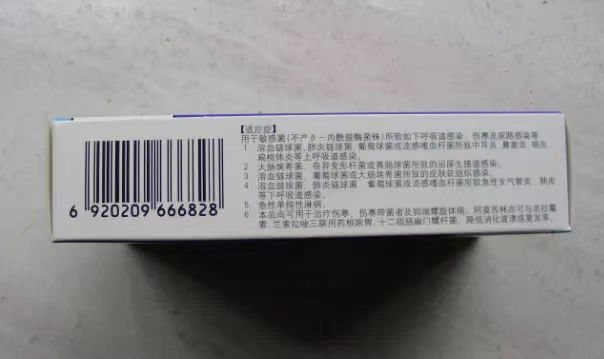 【适应症】
用于敏感菌(不产β-内酰胺酶菌株)所致如下呼吸道感染、伤寒及尿路感染等
1 溶血链球菌、肺炎链球菌、葡萄球菌或流感嗜血杆菌所致中耳炎、鼻窦炎、咽炎、
扁桃体炎等上呼吸道感染。
2 大肠埃希菌、奇异变形杆菌或粪肠球菌所致的泌尿生殖道感染。
3 溶血链球菌、葡萄球菌或大肠埃希菌所致的皮肤软组织感染。
4 溶血链球菌、肺炎链球菌、葡萄球菌或流感嗜血杆菌所致急性支气管炎、肺炎
等下呼吸道感染。
5 急性单纯性淋病。
6 本品尚可用于治疗伤寒、伤寒带菌者及钩端螺旋体病,阿莫西林亦可与克拉霉
素、兰索拉唑三联用药根除胃、十二指肠幽门螺杆菌,降低消化道溃疡复发率。
6 920209 666828